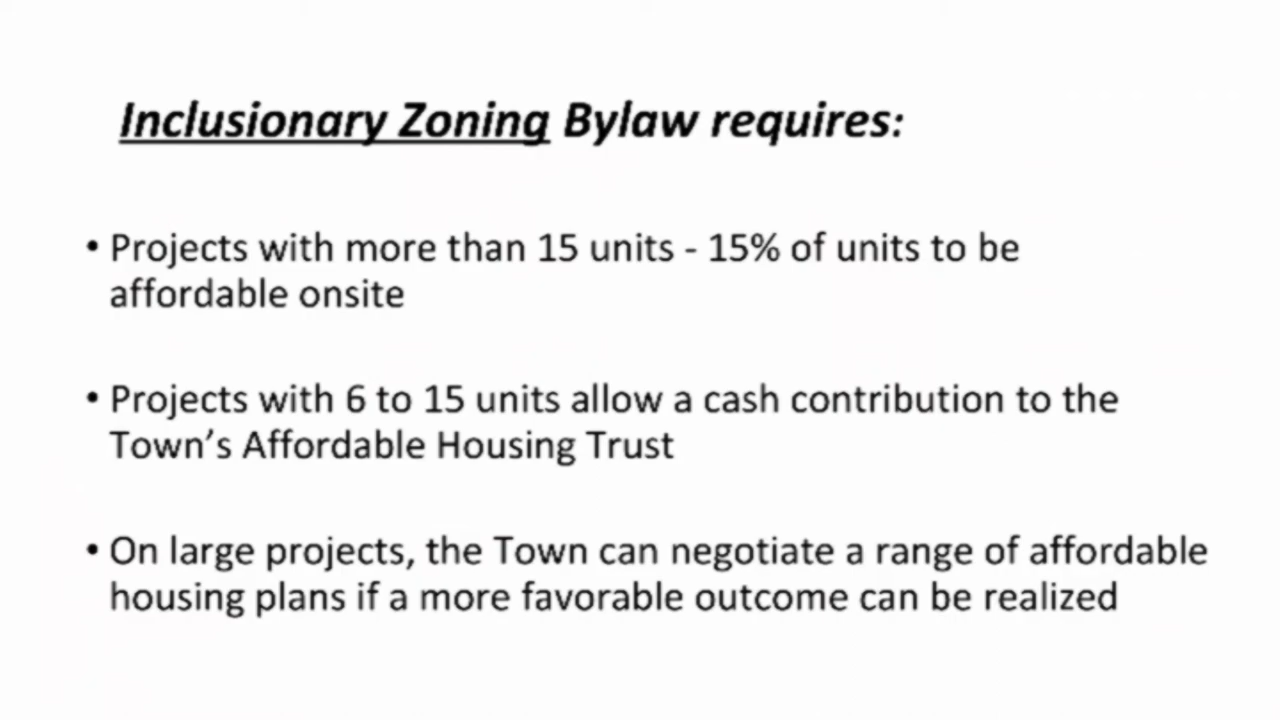 Inclusionary Zoning Bylaw requires:
• Projects with more than 15 units - 15% of units to be
affordable onsite
• Projects with 6 to 15 units allow a cash contribution to the
Town’s Affordable Housing Trust
• On large projects, the Town can negotiate a range of affordable
housing plans if a more favorable outcome can be realized